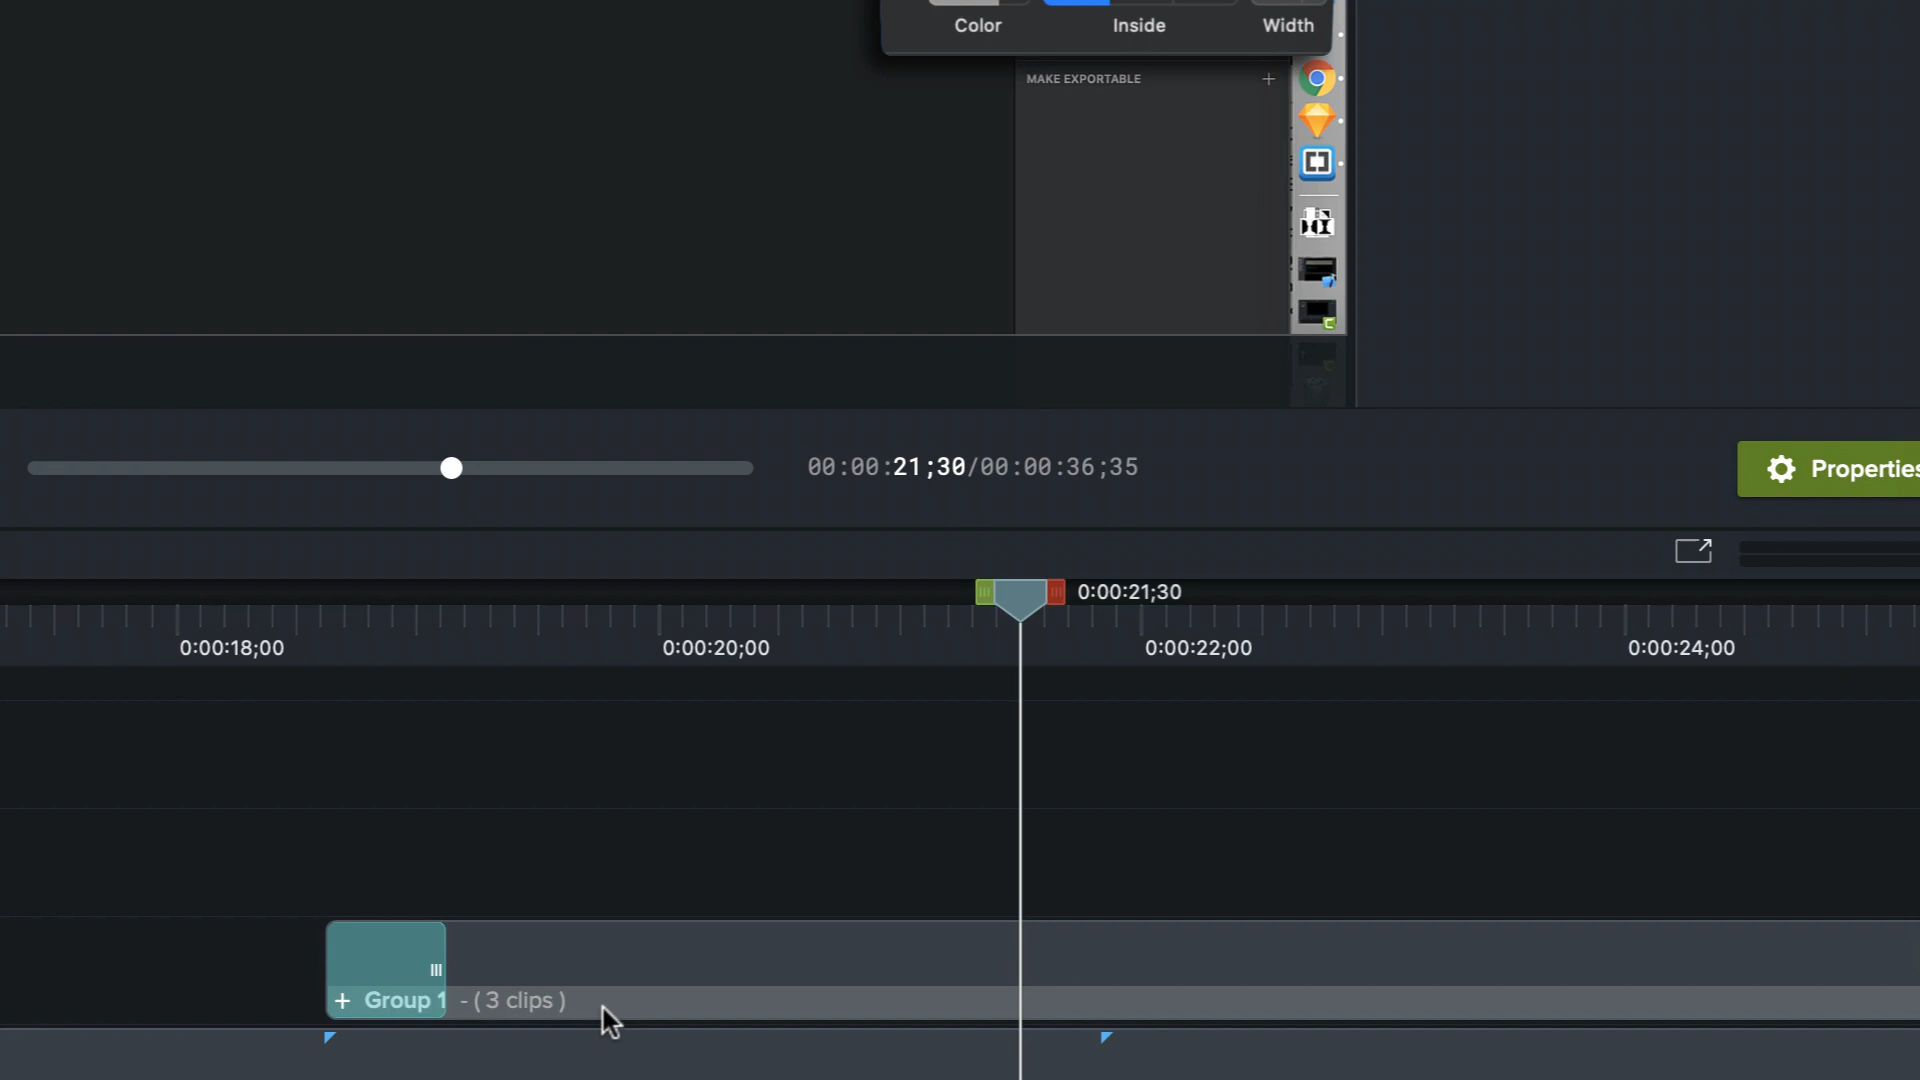 Color Inside Width
MAKE EXPORTABLE +
00:00:21;30/00:00:36;35
Properties
0:00:21;30
0:00:18;00 0:00:20;00 0:00:22;00 0:00:24;00
+ Group 1 - ( 3 clips )